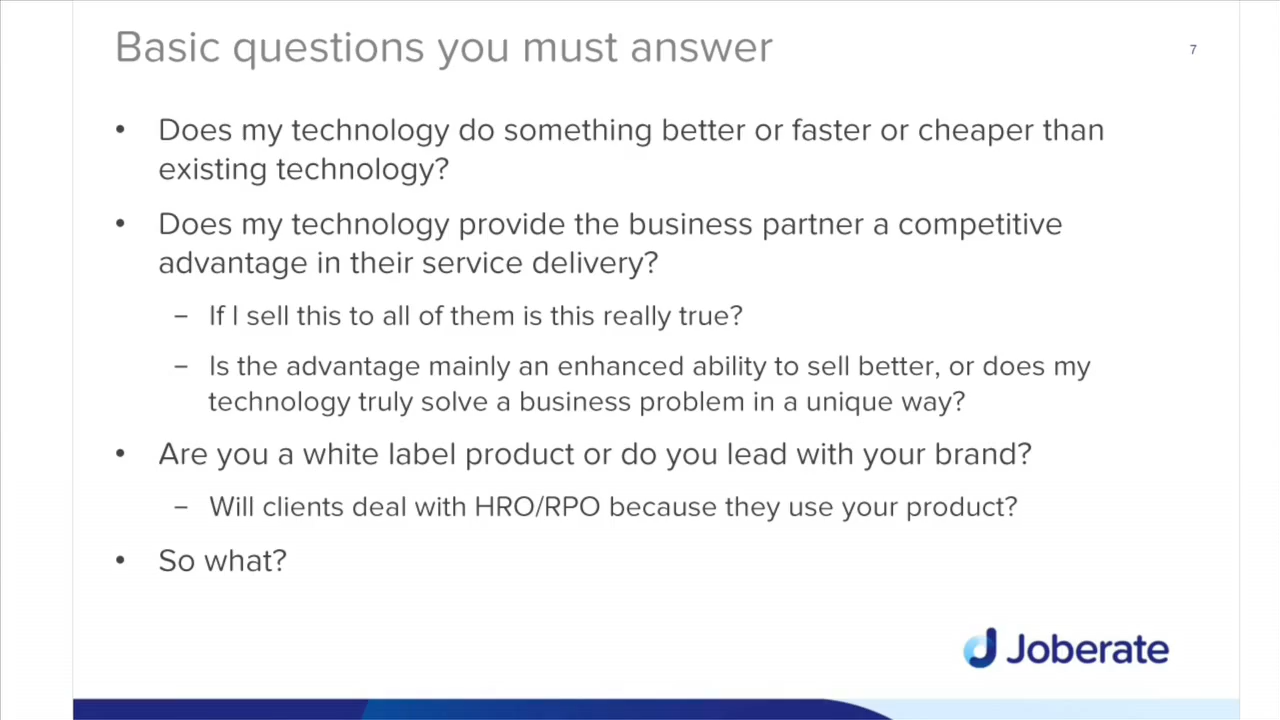 Basic questions you must answer
7
• Does my technology do something better or faster or cheaper than
existing technology?
• Does my technology provide the business partner a competitive
advantage in their service delivery?
– If I sell this to all of them is this really true?
– Is the advantage mainly an enhanced ability to sell better, or does my
technology truly solve a business problem in a unique way?
• Are you a white label product or do you lead with your brand?
– Will clients deal with HRO/RPO because they use your product?
• So what?
Joberate